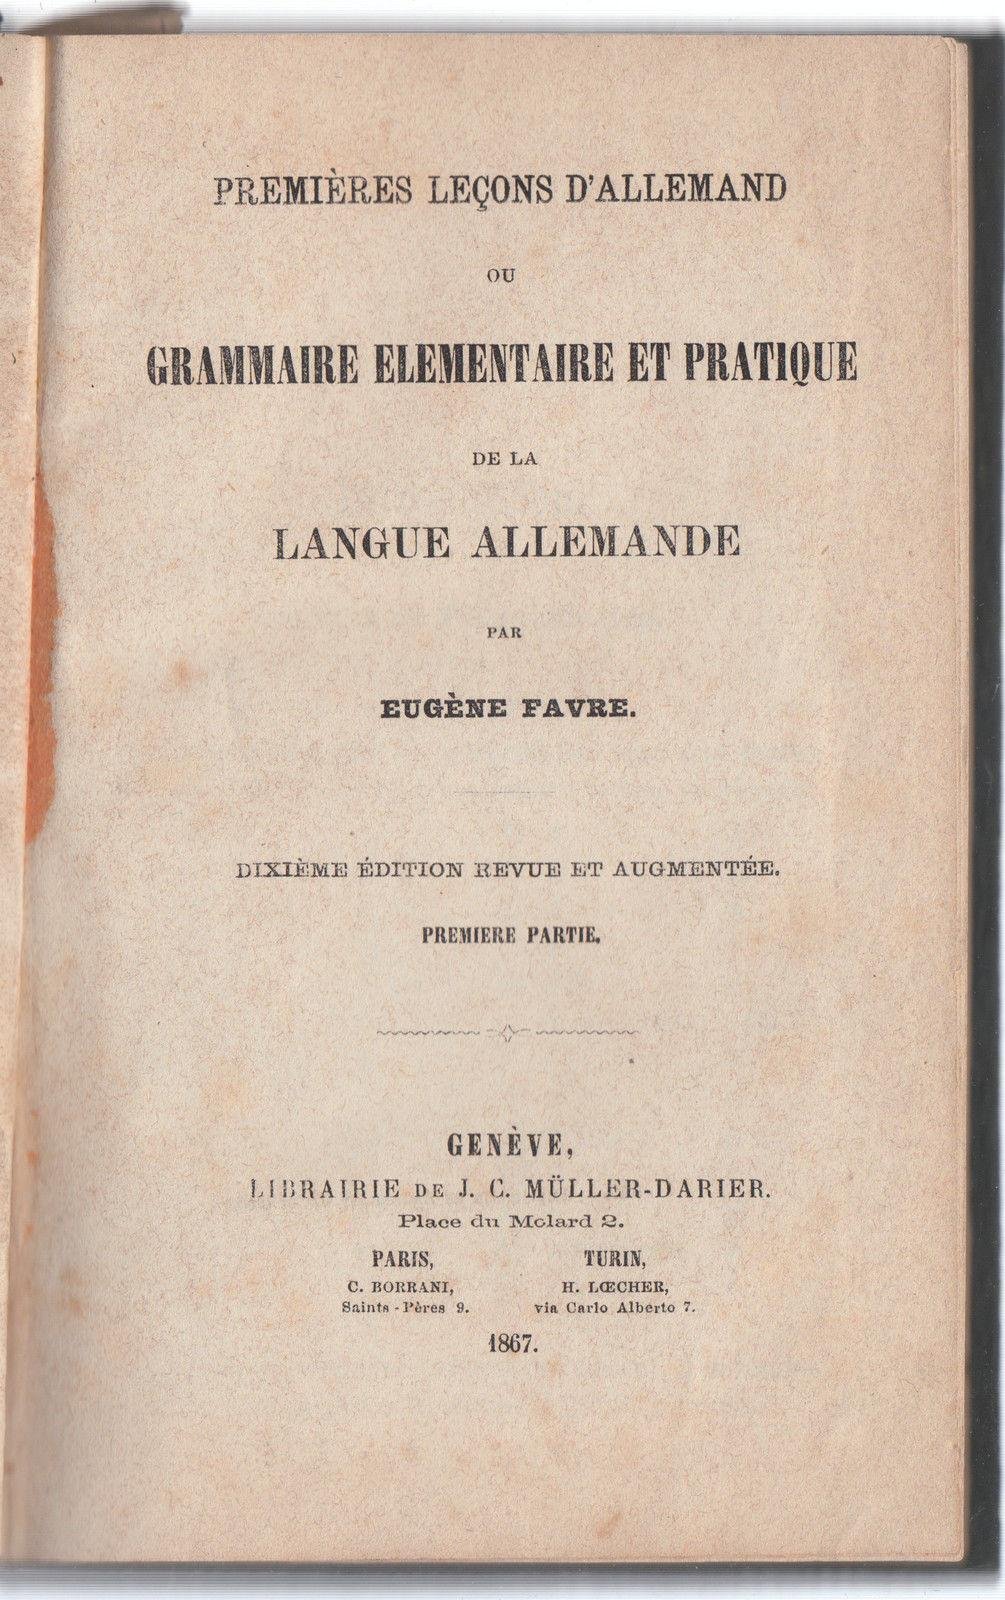 PREMIÈRES LEÇONS D'ALLEMAND
OU
GRAMMAIRE ELEMENTAIRE ET PRATIQUE
DE LA
LANGUE ALLEMANDE
PAR
EUGÈNE FAVRE.
DIXIÈME ÉDITION REVUE ET AUGMENTÉE.
PREMIERE PARTIE.
GENÈVE,
LIBRAIRIE DE J. C. MÜLLER-DARIER.
Place du Molard 2.
PARIS,
C. BORRANI,
Saints-Pères 9.
TURIN,
H. LŒCHER,
via Carlo Alberto 7.
1867.